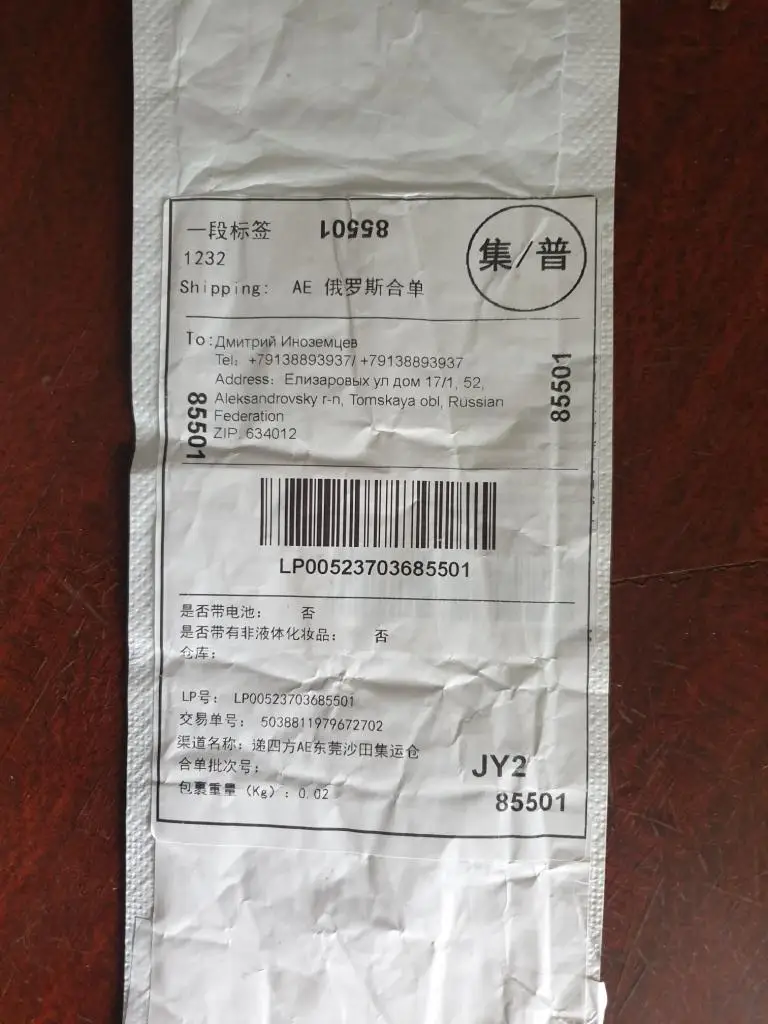 一段标签 85501
集/普
1232
Shipping: AE 俄罗斯合单
To: Дмитрий Иноземцев
Tel: +79138893937/ +79138893937
Address: Елизаровых ул дом 17/1, 52,
Aleksandrovsky r-n, Tomskaya obl, Russian
Federation
ZIP: 634012
85501
85501
LP00523703685501
是否带电池: 否
是否带有非液体化妆品: 否
仓库:
LP号: LP00523703685501
交易单号: 5038811979672702
渠道名称: 递四方AE东莞沙田集运仓
合单批次号:
包裹重量 (Kg) : 0.02
JY2
85501